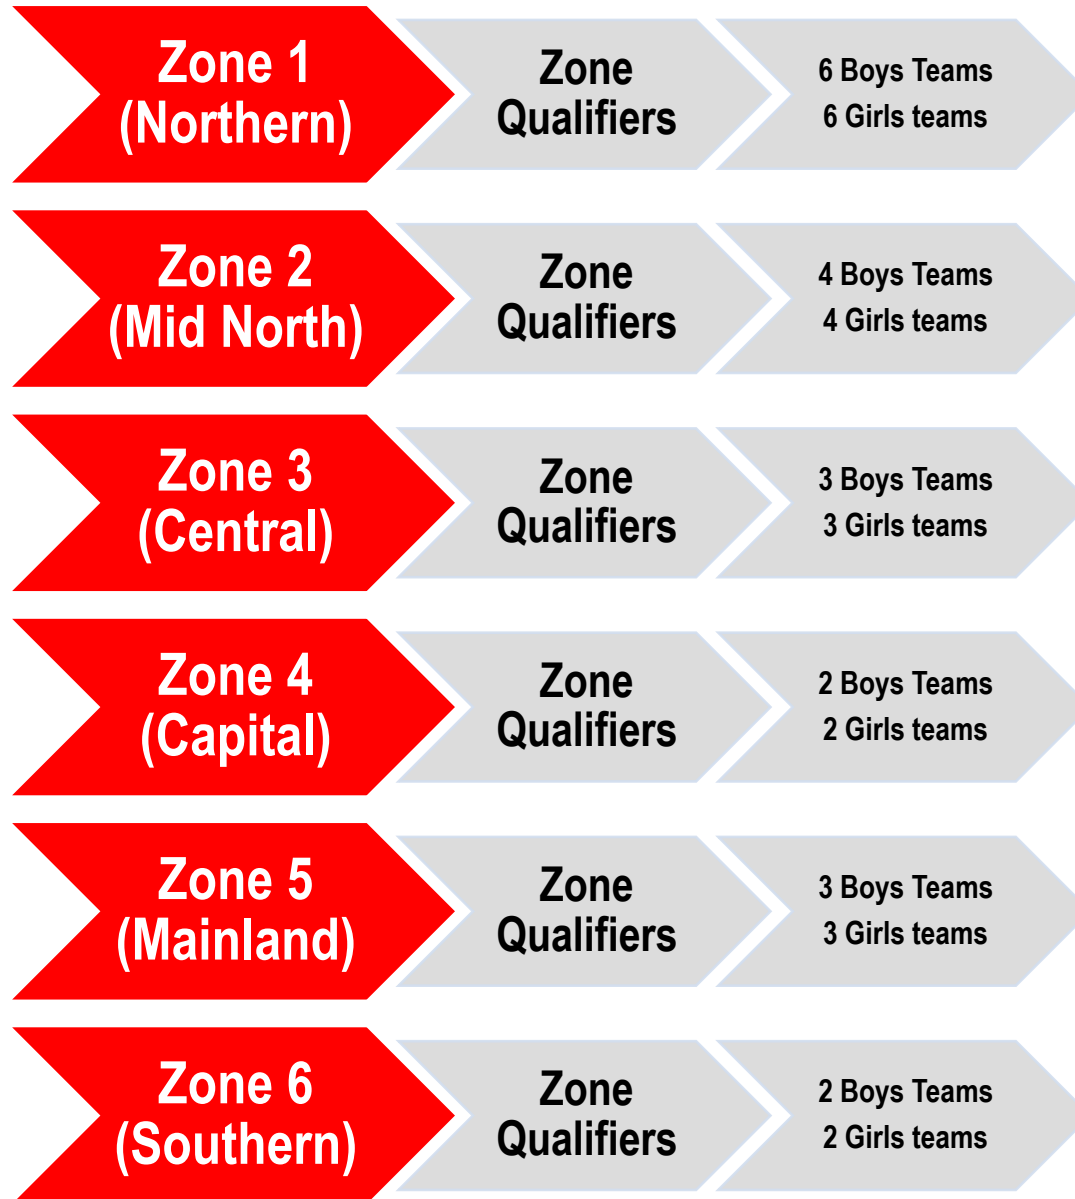 Zone 1
(Northern)
Zone
Qualifiers
6 Boys Teams
6 Girls teams
Zone 2
(Mid North)
Zone
Qualifiers
4 Boys Teams
4 Girls teams
Zone 3
(Central)
Zone
Qualifiers
3 Boys Teams
3 Girls teams
Zone 4
(Capital)
Zone
Qualifiers
2 Boys Teams
2 Girls teams
Zone 5
(Mainland)
Zone
Qualifiers
3 Boys Teams
3 Girls teams
Zone 6
(Southern)
Zone
Qualifiers
2 Boys Teams
2 Girls teams